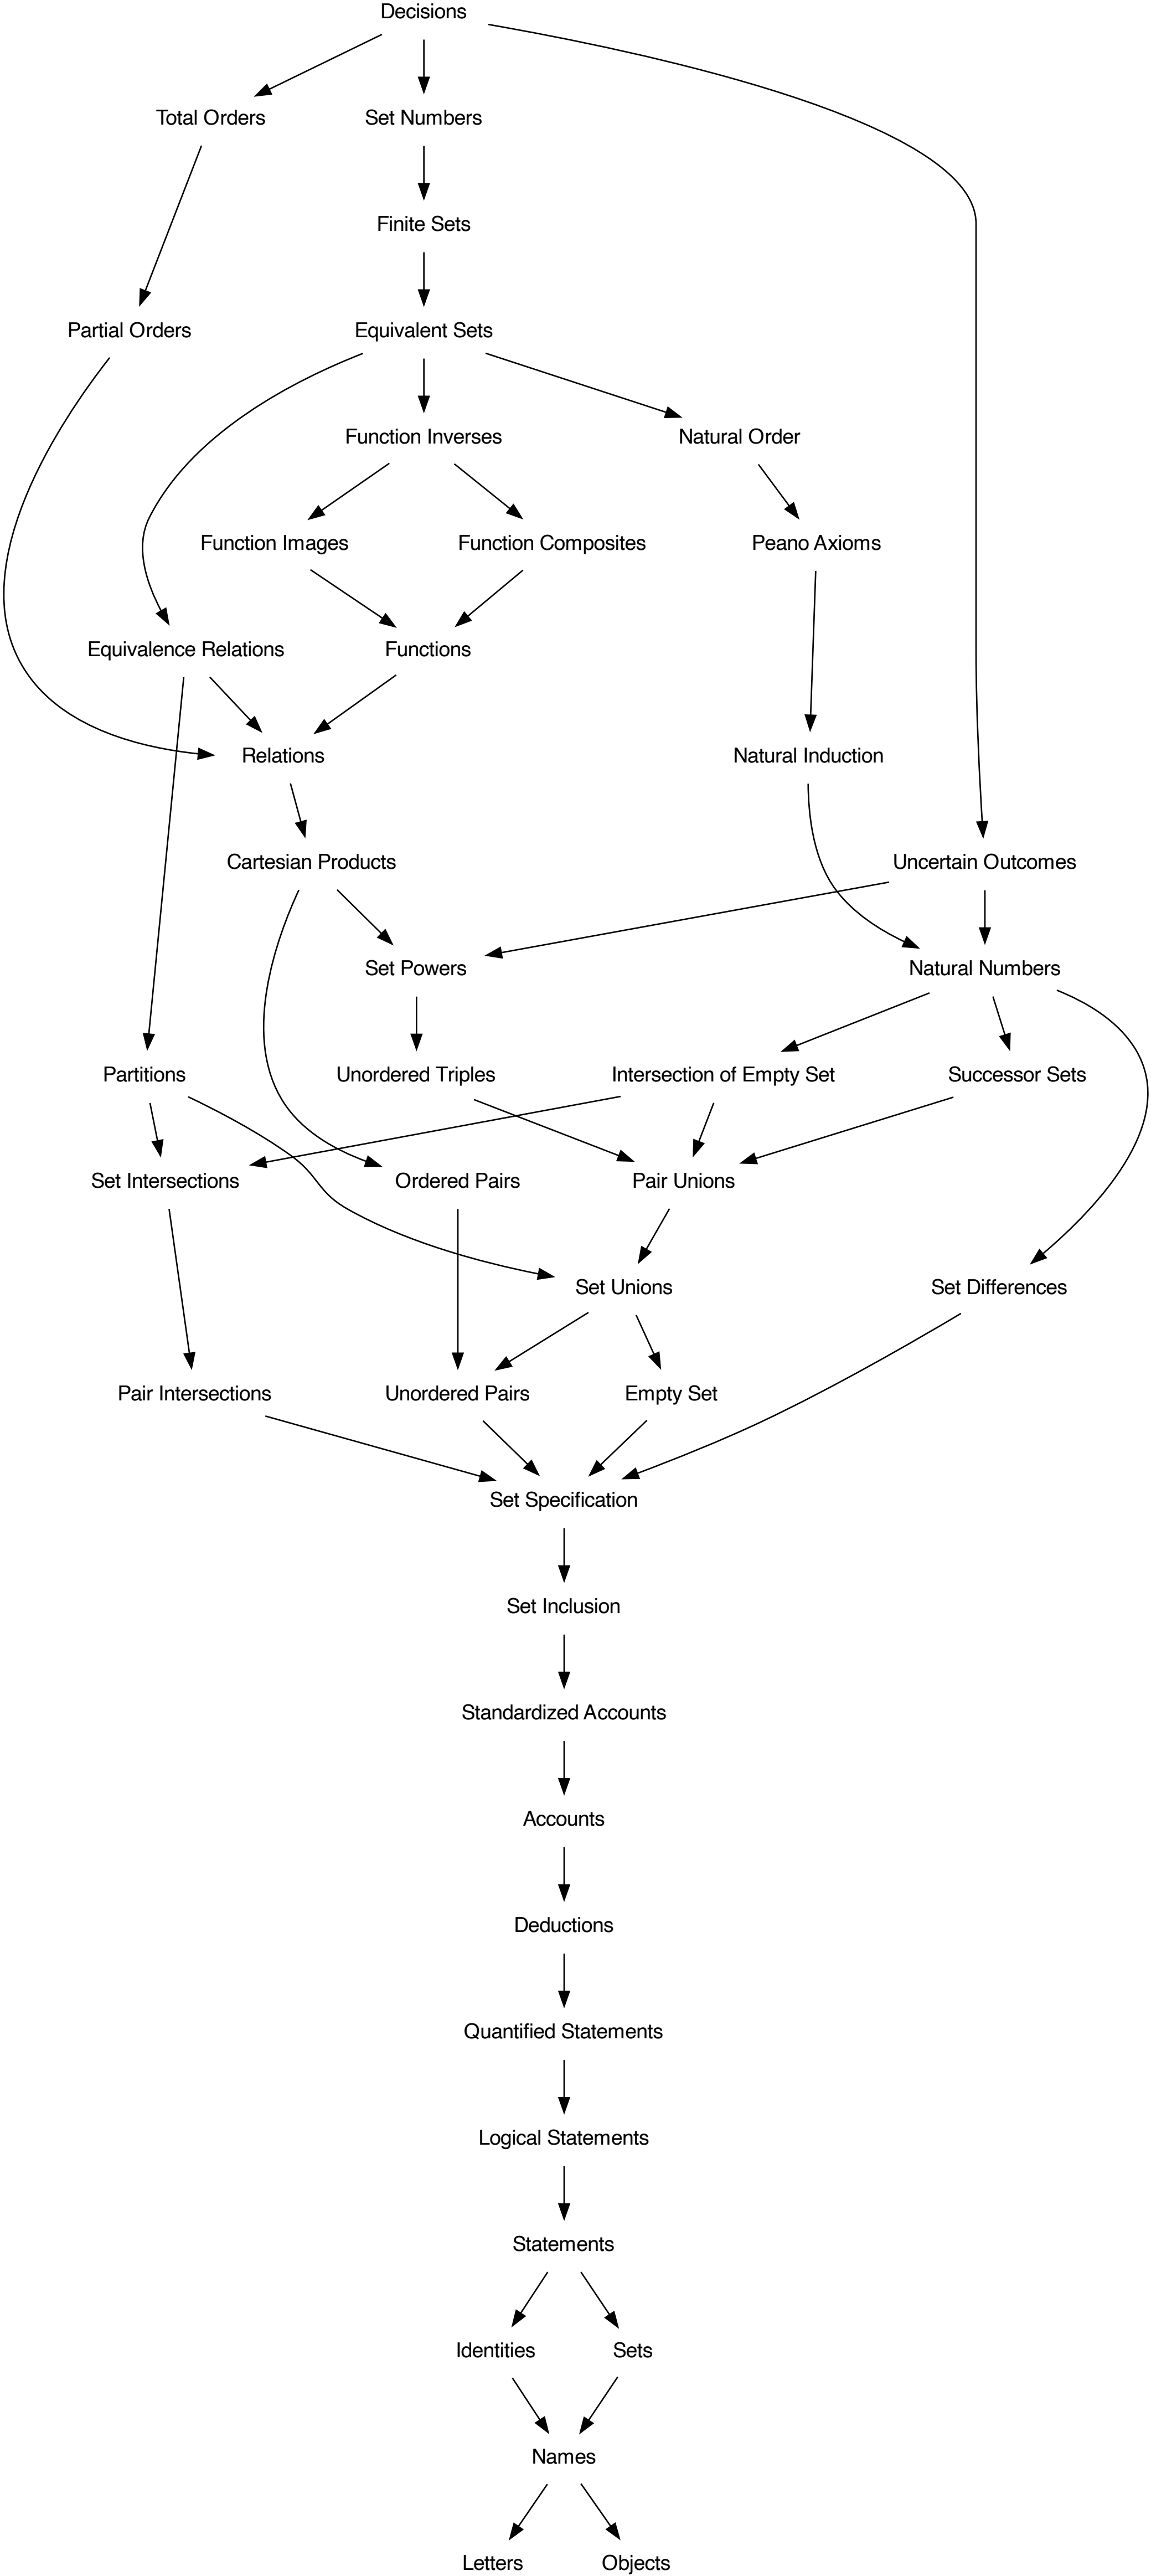 Decisions
Total Orders
Set Numbers
Finite Sets
Partial Orders
Equivalent Sets
Function Inverses
Natural Order
Function Images
Function Composites
Peano Axioms
Equivalence Relations
Functions
Relations
Natural Induction
Cartesian Products
Uncertain Outcomes
Set Powers
Natural Numbers
Partitions
Unordered Triples
Intersection of Empty Set
Successor Sets
Set Intersections
Ordered Pairs
Pair Unions
Set Unions
Set Differences
Pair Intersections
Unordered Pairs
Empty Set
Set Specification
Set Inclusion
Standardized Accounts
Accounts
Deductions
Quantified Statements
Logical Statements
Statements
Identities
Sets
Names
Letters
Objects